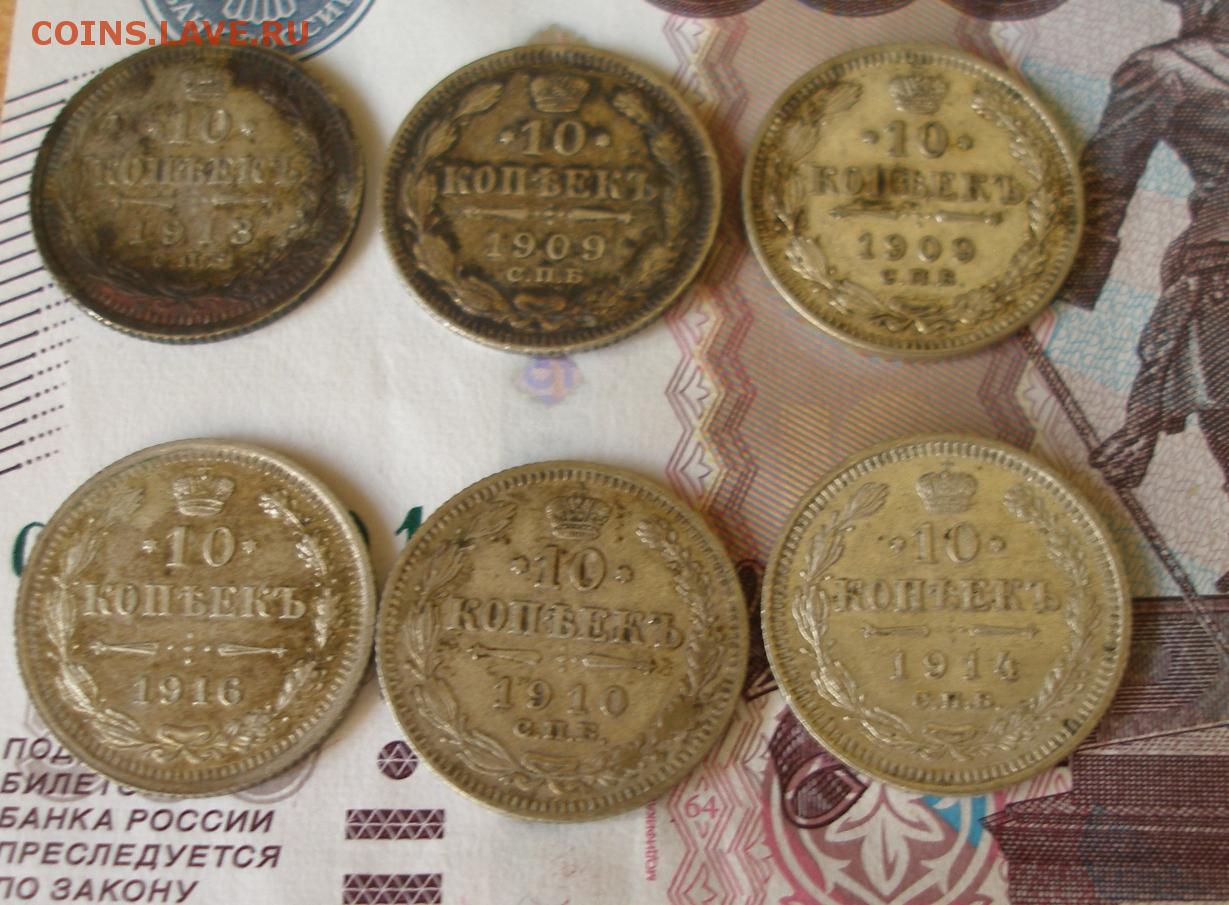 COINS.LAVE.RU
10
КОПѢЕКЪ
1913
10
КОПѢЕКЪ
1909
С.П.Б
10
КОПѢЕКЪ
1909
С.П.Б.
10
КОПѢЕКЪ
1916
10
КОПѢЕКЪ
1910
С.П.Б.
10
КОПѢЕКЪ
1914
С.П.Б.
БИЛЕТ
БАНКА РОССИИ
ПРЕСЛЕДУЕТСЯ
ПО ЗАКОНУ
64